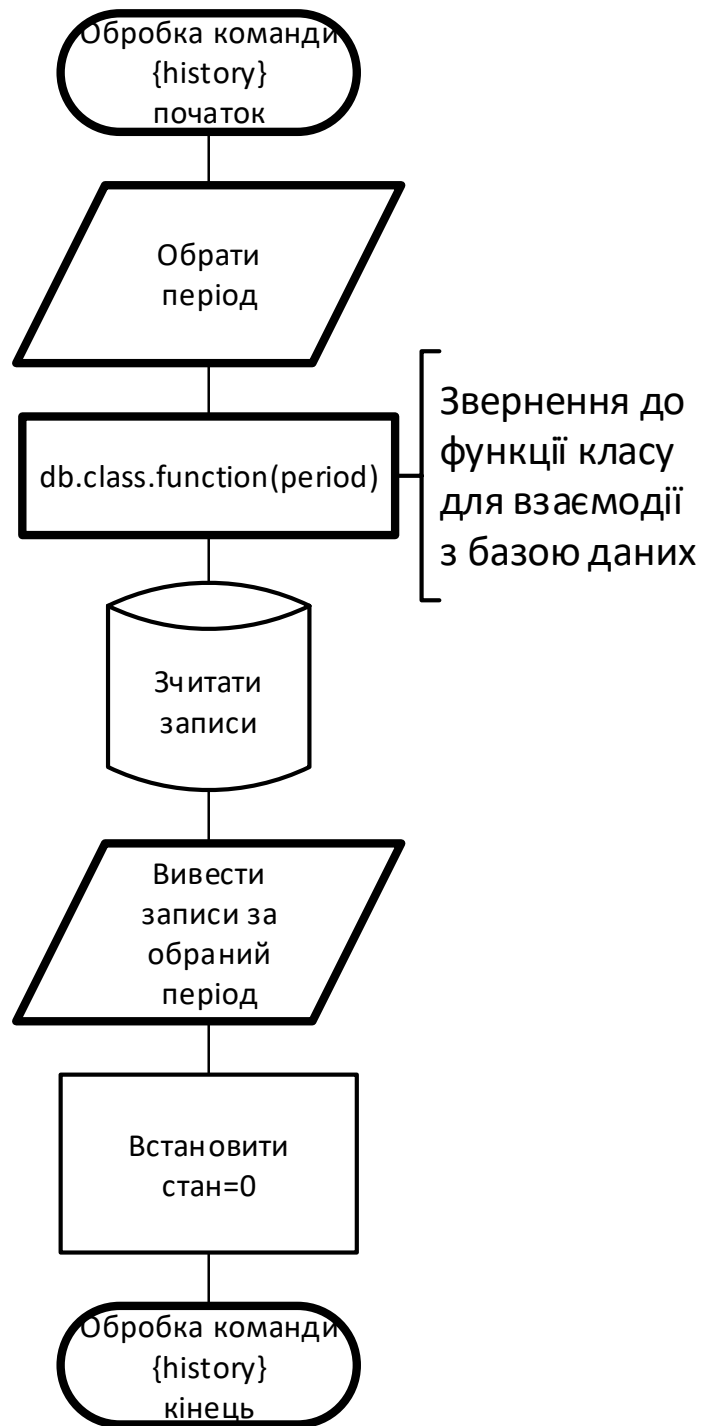 Обробка команди
{history}
початок
Обрати
період
db.class.function(period)
Звернення до
функції класу
для взаємодії
з базою даних
Зчитати
записи
Вивести
записи за
обраний
період
Встановити
стан=0
Обробка команди
{history}
кінець